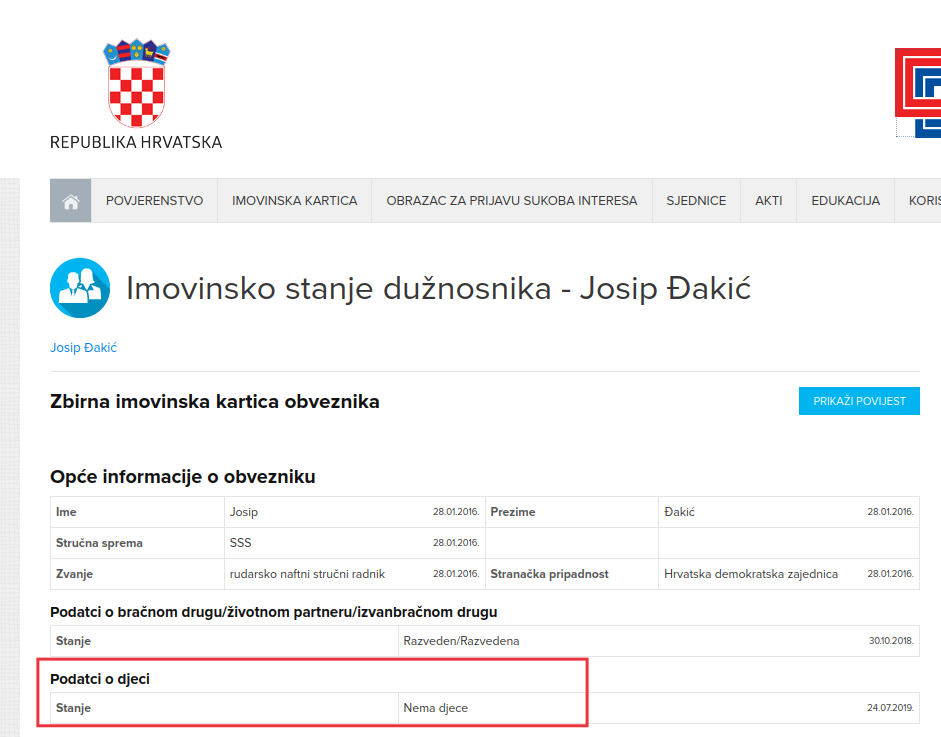 REPUBLIKA HRVATSKA
POVJERENSTVO IMOVINSKA KARTICA OBRAZAC ZA PRIJAVU SUKOBA INTERESA SJEDNICE AKTI EDUKACIJA KORIS
Imovinsko stanje dužnosnika - Josip Đakić
Josip Đakić
Zbirna imovinska kartica obveznika PRIKAŽI POVIJEST
Opće informacije o obvezniku
Ime Josip 28.01.2016. Prezime Đakić 28.01.2016.
Stručna sprema SSS 28.01.2016.
Zvanje rudarsko naftni stručni radnik 28.01.2016. Stranačka pripadnost Hrvatska demokratska zajednica 28.01.2016.
Podatci o bračnom drugu/životnom partneru/izvanbračnom drugu
Stanje Razveden/Razvedena 30.10.2018.
Podatci o djeci
Stanje Nema djece 24.07.2019.